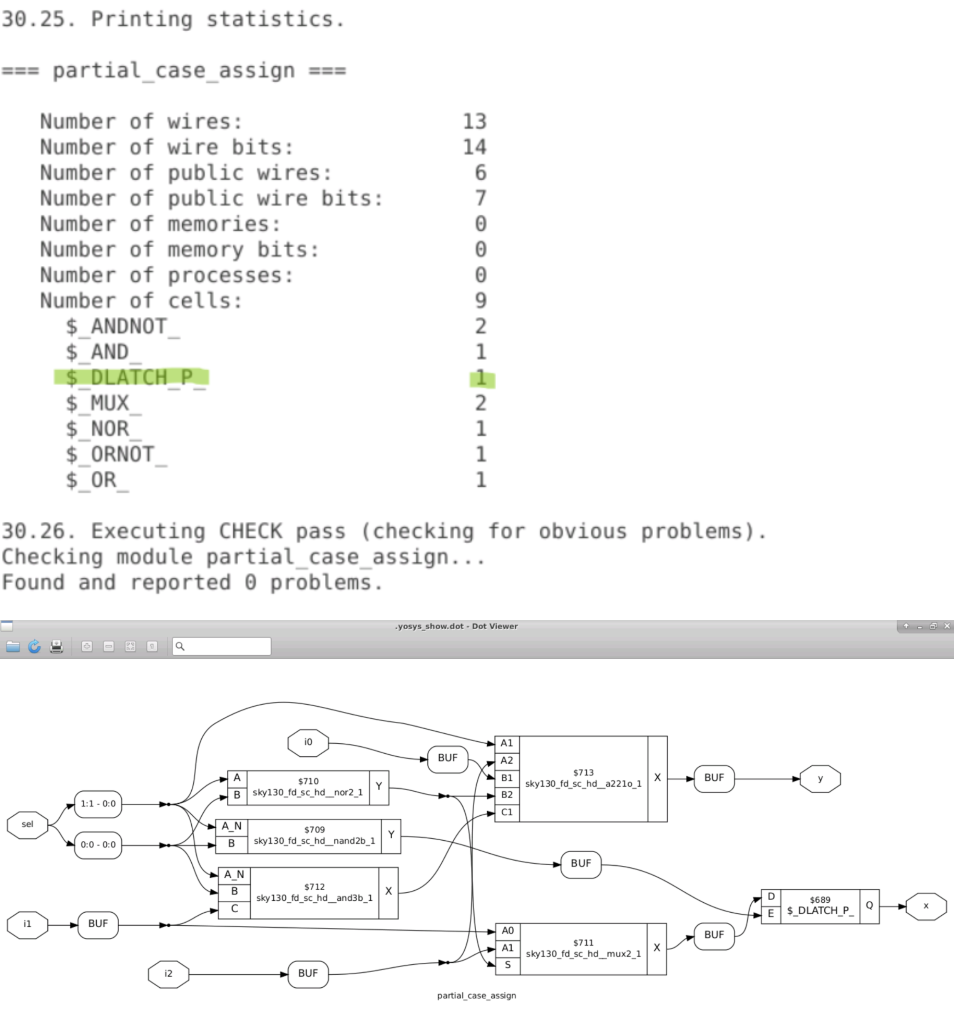 30.25. Printing statistics.
=== partial_case_assign ===
Number of wires: 13
Number of wire bits: 14
Number of public wires: 6
Number of public wire bits: 7
Number of memories: 0
Number of memory bits: 0
Number of processes: 0
Number of cells: 9
$_ANDNOT_ 2
$_AND_ 1
$_DLATCH_P_ 1
$_MUX_ 2
$_NOR_ 1
$_ORNOT_ 1
$_OR_ 1
30.26. Executing CHECK pass (checking for obvious problems).
Checking module partial_case_assign...
Found and reported 0 problems.
.yosys_show.dot - Dot Viewer
i0
BUF
A1
A2
B1
B2
C1
$713
sky130_fd_sc_hd__a221o_1
X
BUF
y
A
B
$710
sky130_fd_sc_hd__nor2_1
Y
sel
1:1 - 0:0
0:0 - 0:0
A_N
B
$709
sky130_fd_sc_hd__nand2b_1
Y
BUF
A_N
B
C
$712
sky130_fd_sc_hd__and3b_1
X
D
E
$689
$_DLATCH_P_
Q
x
i1
BUF
A0
A1
S
$711
sky130_fd_sc_hd__mux2_1
X
BUF
i2
BUF
partial_case_assign